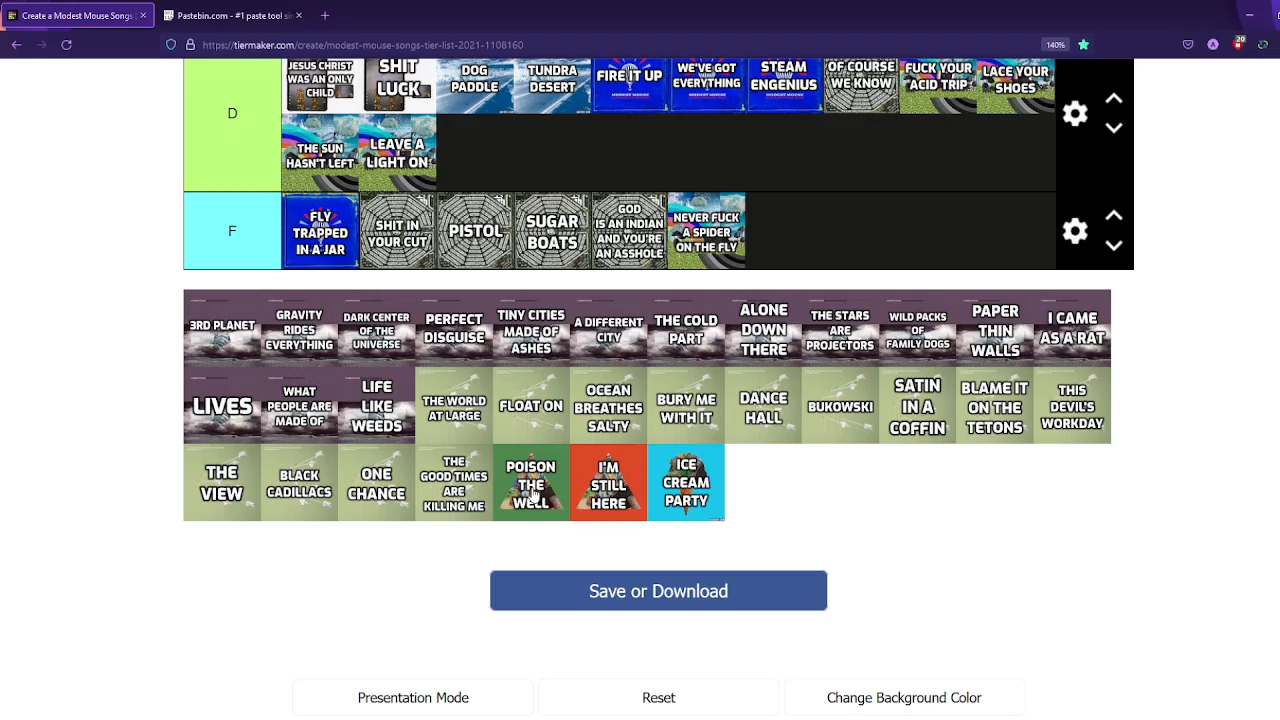 Create a Modest Mouse Songs
Pastebin.com - #1 paste tool si
https://tiermaker.com/create/modest-mouse-songs-tier-list-2021-1108160
140%
20
D
JESUS CHRIST
WAS AN ONLY
CHILD
SHIT
LUCK
DOG
PADDLE
TUNDRA
DESERT
FIRE IT UP
WE'VE GOT
EVERYTHING
STEAM
ENGENIUS
OF COURSE
WE KNOW
FUCK YOUR
ACID TRIP
LACE YOUR
SHOES
THE SUN
HASN'T LEFT
LEAVE A
LIGHT ON
F
FLY
TRAPPED
IN A JAR
SHIT IN
YOUR CUT
PISTOL
SUGAR
BOATS
GOD
IS AN INDIAN
AND YOU'RE
AN ASSHOLE
NEVER FUCK
A SPIDER
ON THE FLY
3RD PLANET
GRAVITY
RIDES
EVERYTHING
DARK CENTER
OF THE
UNIVERSE
PERFECT
DISGUISE
TINY CITIES
MADE OF
ASHES
A DIFFERENT
CITY
THE COLD
PART
ALONE
DOWN
THERE
THE STARS
ARE
PROJECTORS
WILD PACKS
OF
FAMILY DOGS
PAPER
THIN
WALLS
I CAME
AS A RAT
LIVES
WHAT
PEOPLE ARE
MADE OF
LIFE
LIKE
WEEDS
THE WORLD
AT LARGE
FLOAT ON
OCEAN
BREATHES
SALTY
BURY ME
WITH IT
DANCE
HALL
BUKOWSKI
SATIN
IN A
COFFIN
BLAME IT
ON THE
TETONS
THIS
DEVIL'S
WORKDAY
THE
VIEW
BLACK
CADILLACS
ONE
CHANCE
THE
GOOD TIMES
ARE
KILLING ME
POISON
THE
WELL
I'M
STILL
HERE
ICE
CREAM
PARTY
Save or Download
Presentation Mode
Reset
Change Background Color